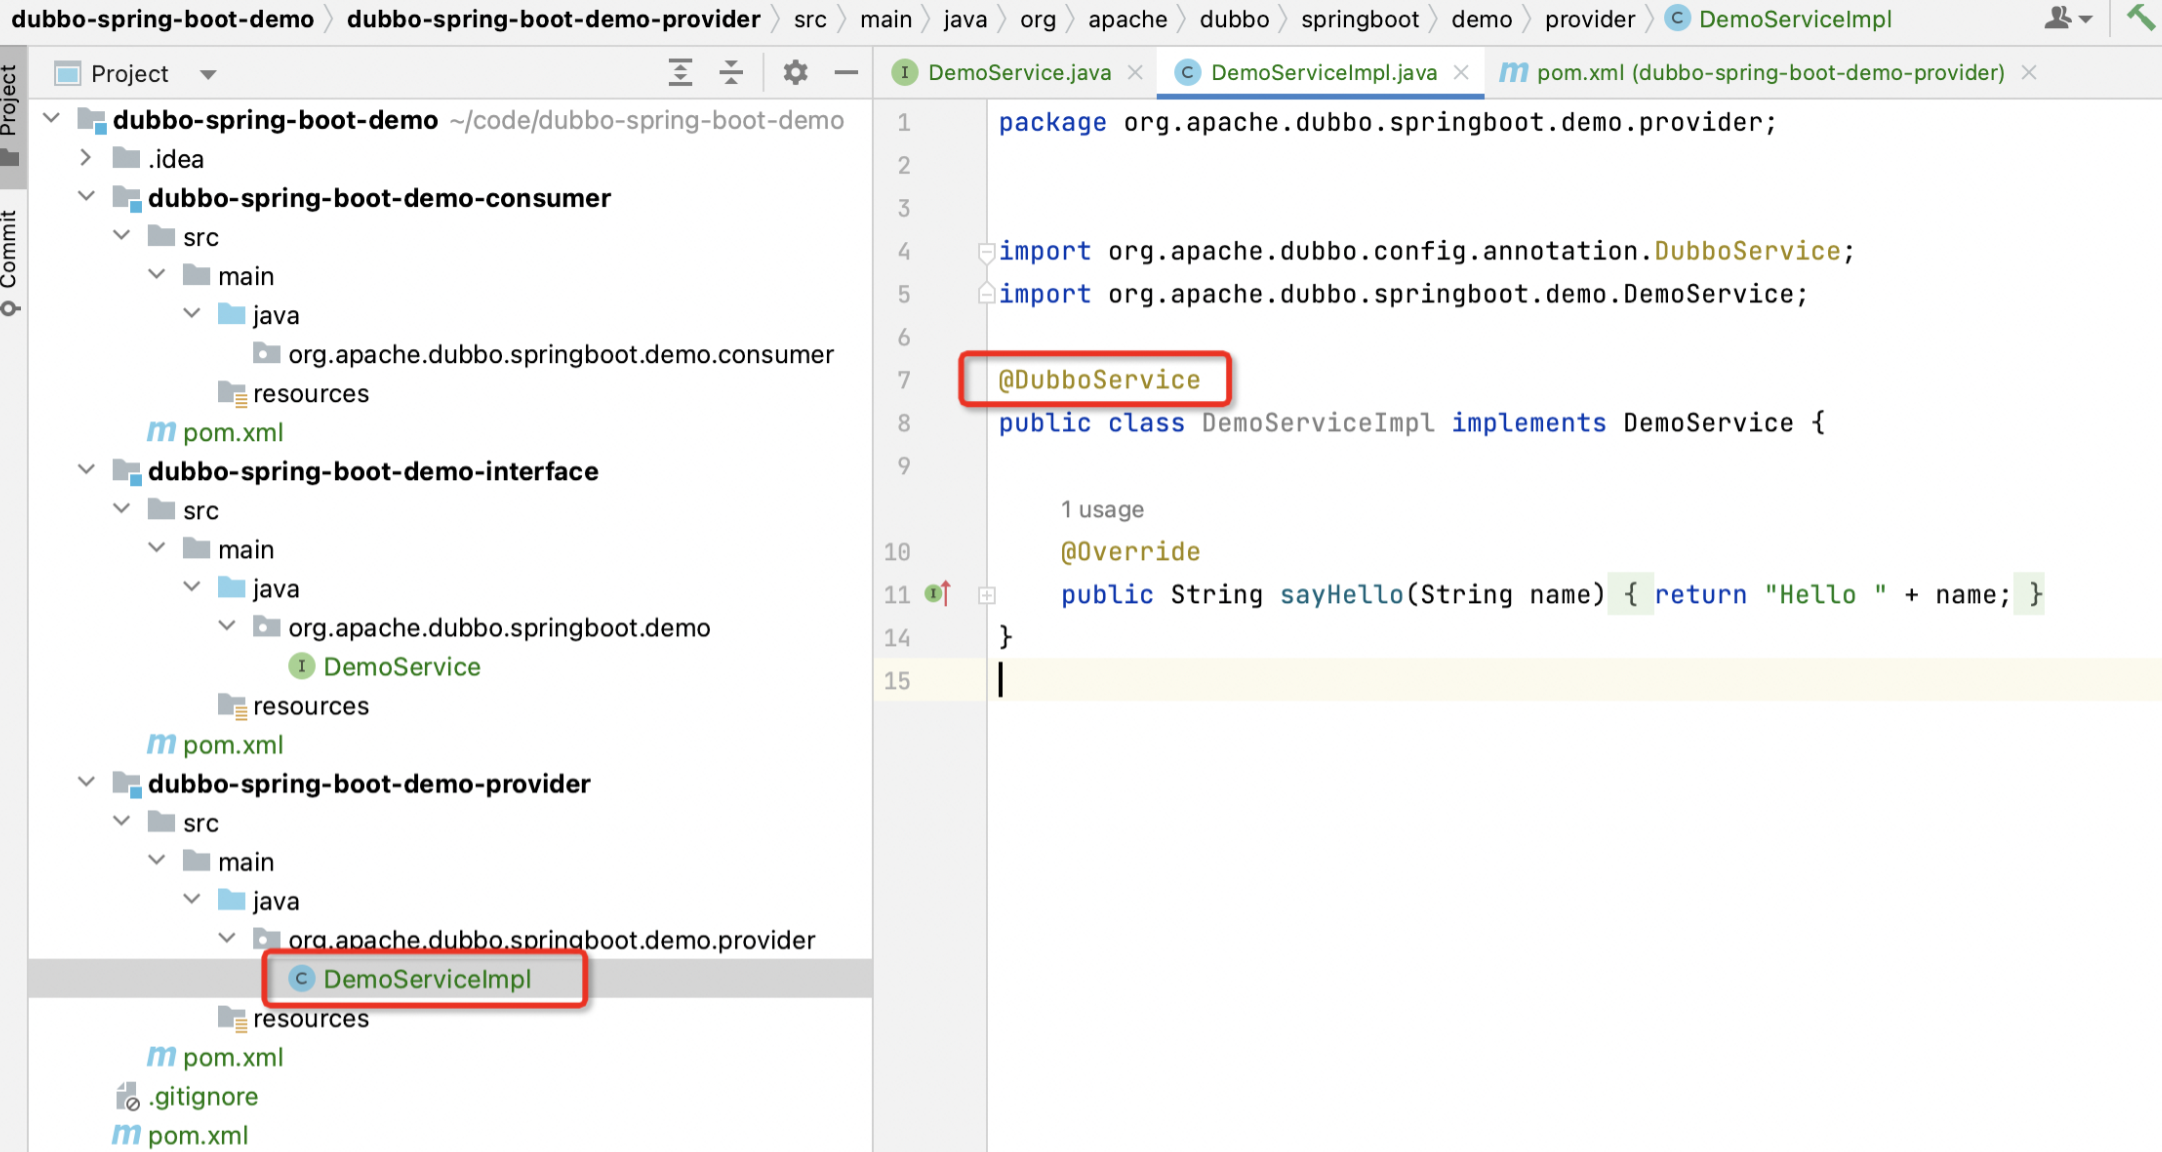 dubbo-spring-boot-demo 〉 dubbo-spring-boot-demo-provider 〉 src 〉 main 〉 java 〉 org 〉 apache 〉 dubbo 〉 springboot 〉 demo 〉 provider 〉 C DemoServiceImpl
Project
Commit
Project
dubbo-spring-boot-demo ~/code/dubbo-spring-boot-demo
.idea
dubbo-spring-boot-demo-consumer
src
main
java
org.apache.dubbo.springboot.demo.consumer
resources
m pom.xml
dubbo-spring-boot-demo-interface
src
main
java
org.apache.dubbo.springboot.demo
I DemoService
resources
m pom.xml
dubbo-spring-boot-demo-provider
src
main
java
org.apache.dubbo.springboot.demo.provider
C DemoServiceImpl
resources
m pom.xml
.gitignore
m pom.xml
I DemoService.java × C DemoServiceImpl.java × m pom.xml (dubbo-spring-boot-demo-provider) ×
1 package org.apache.dubbo.springboot.demo.provider;
2
3
4 import org.apache.dubbo.config.annotation.DubboService;
5 import org.apache.dubbo.springboot.demo.DemoService;
6
7 @DubboService
8 public class DemoServiceImpl implements DemoService {
9
1 usage
10 @Override
11 I public String sayHello(String name) { return "Hello " + name; }
14 }
15